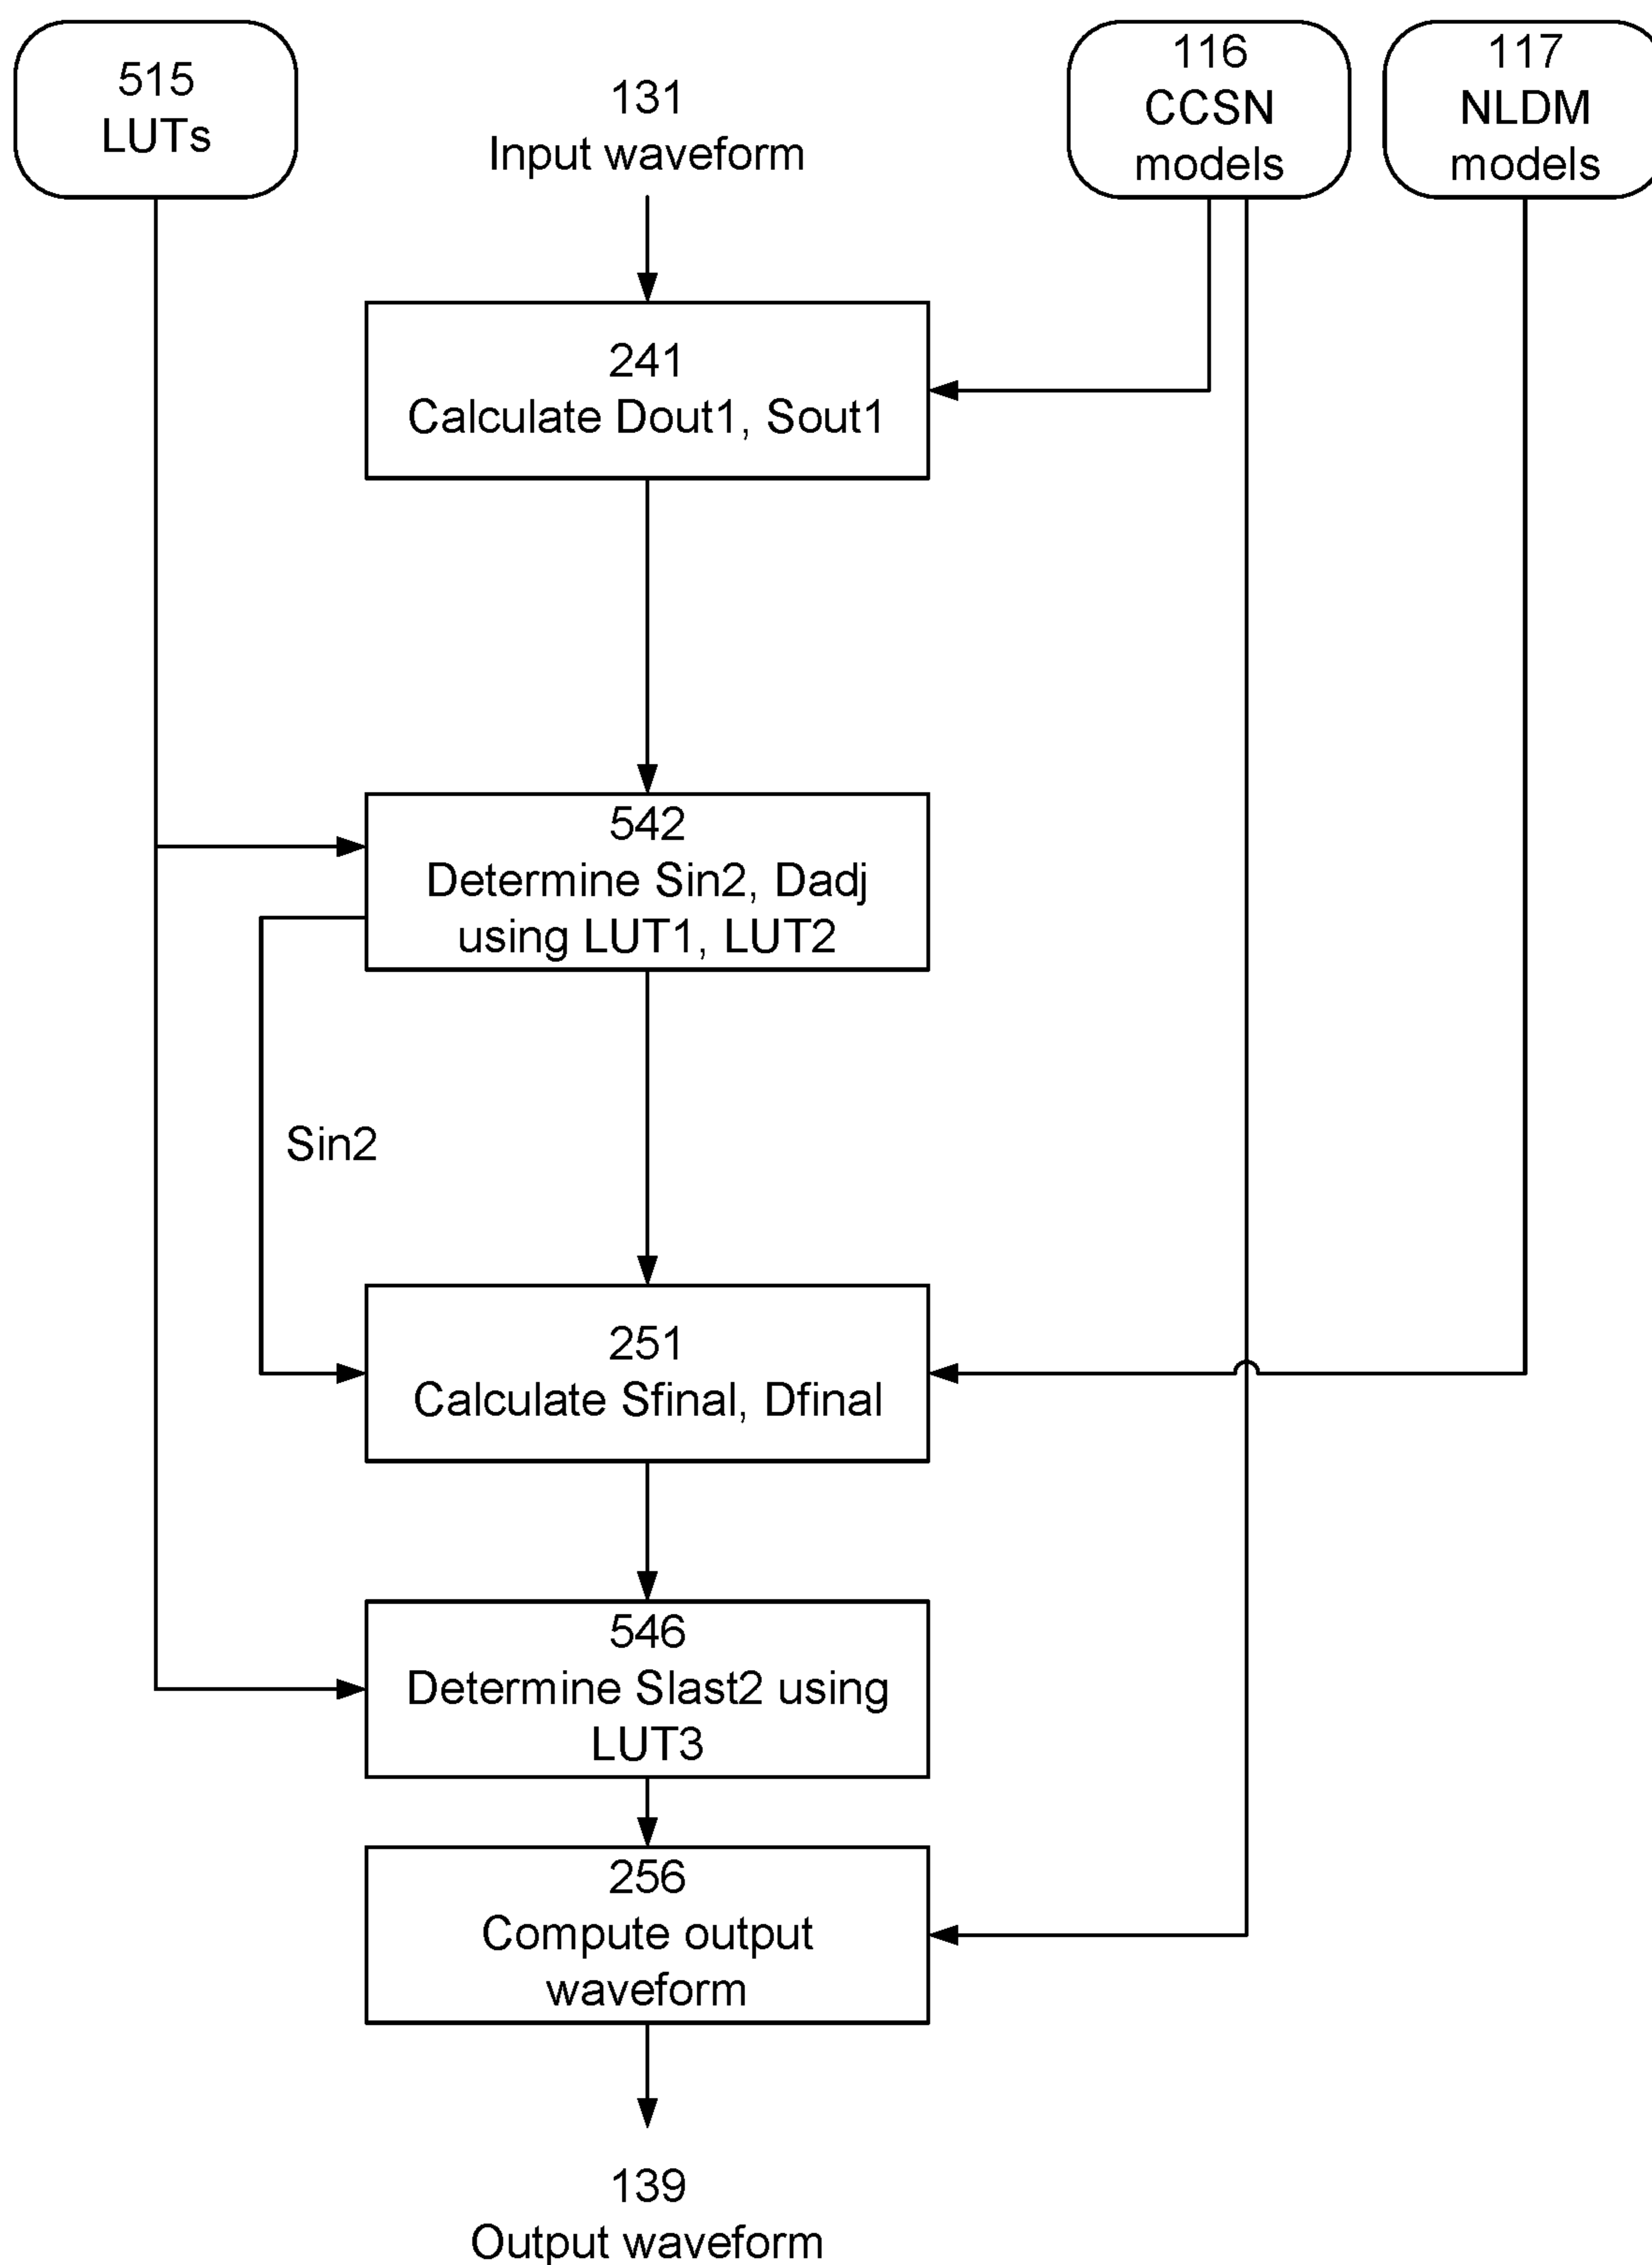 515
LUTs
131
Input waveform
116
CCSN
models
117
NLDM
models
241
Calculate Dout1, Sout1
542
Determine Sin2, Dadj
using LUT1, LUT2
Sin2
251
Calculate Sfinal, Dfinal
546
Determine Slast2 using
LUT3
256
Compute output
waveform
139
Output waveform